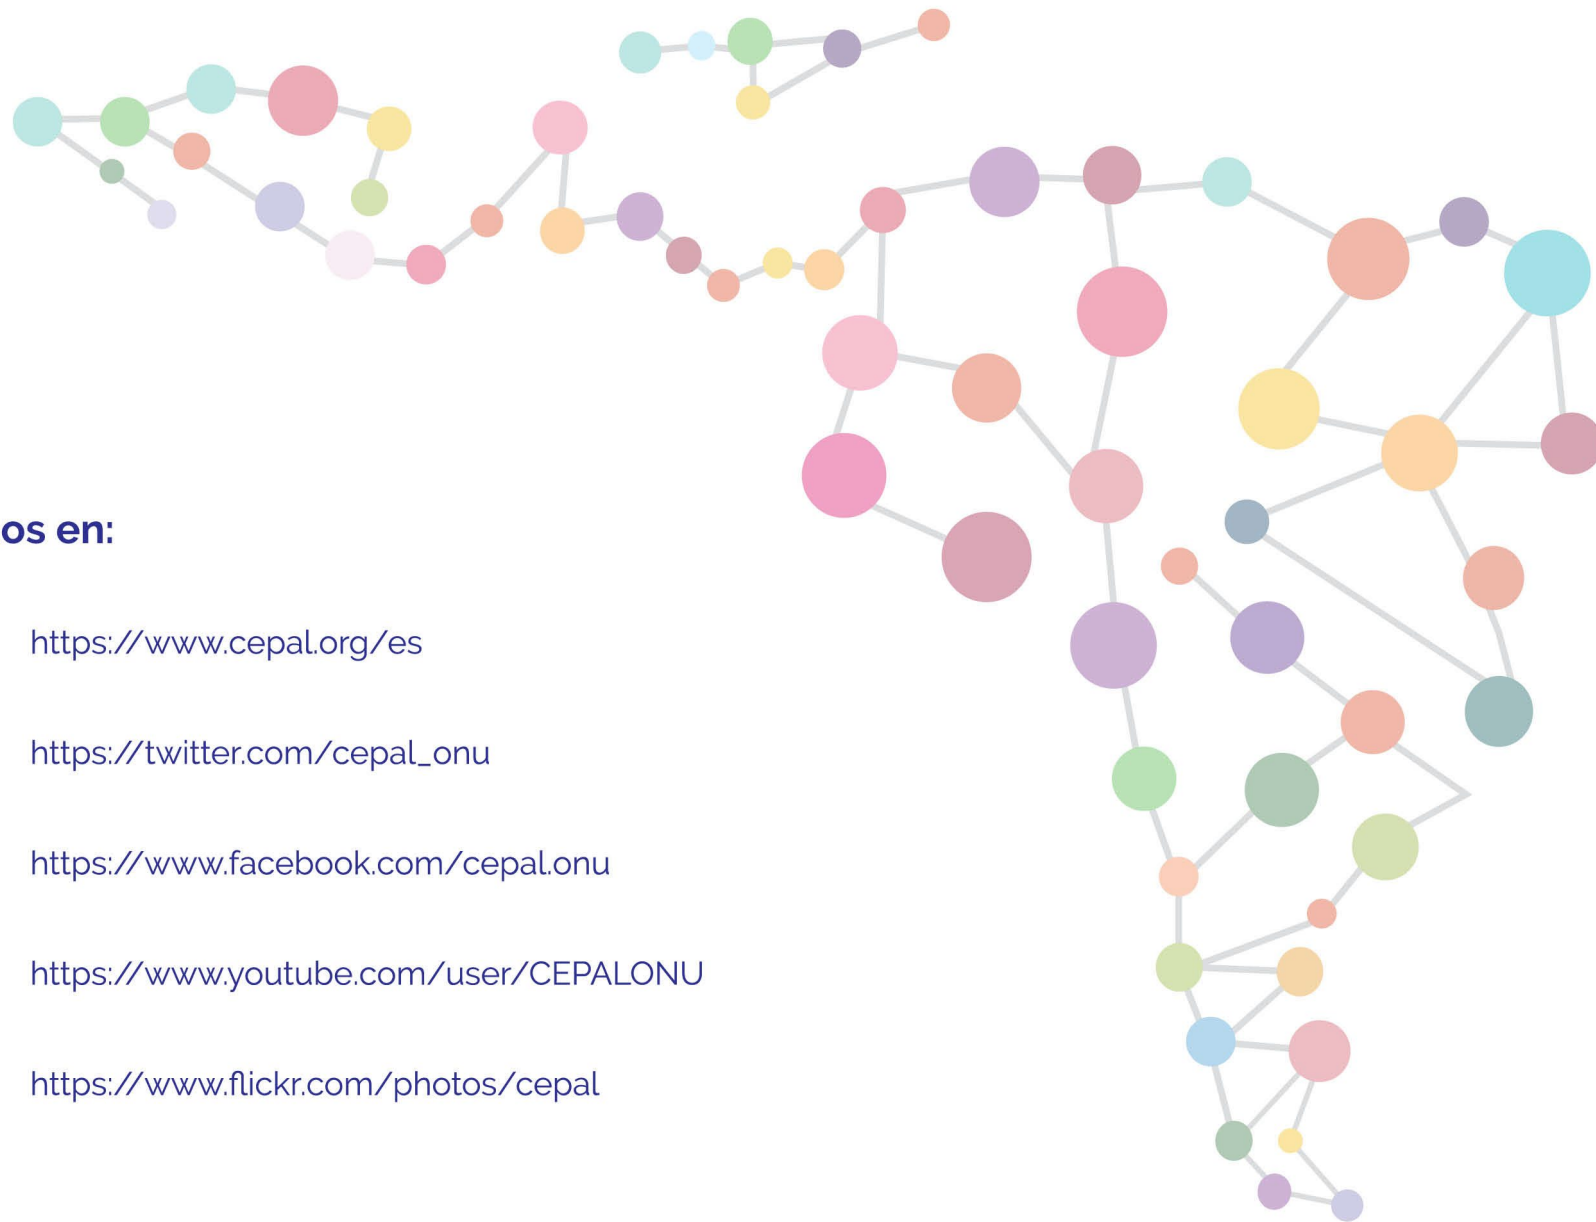 os en:
https://www.cepal.org/es
https://twitter.com/cepal_onu
https://www.facebook.com/cepal.onu
https://www.youtube.com/user/CEPALONU
https://www.flickr.com/photos/cepal